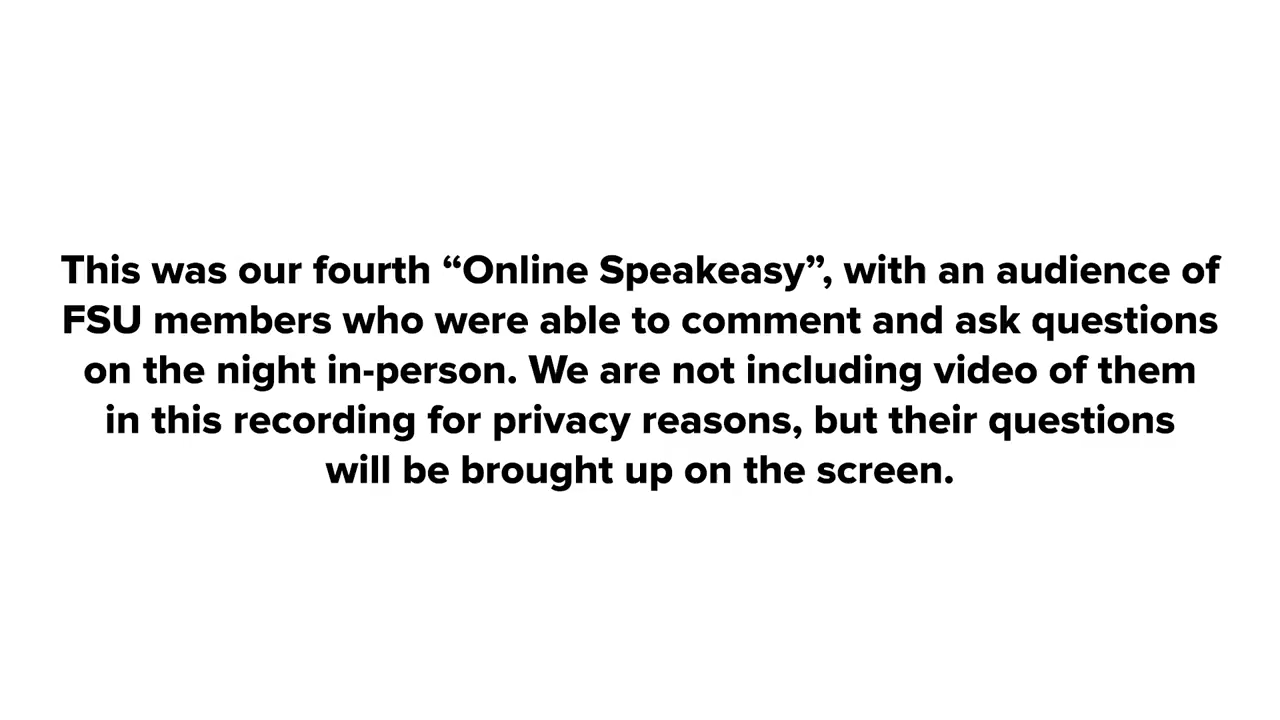 This was our fourth “Online Speakeasy”, with an audience of
FSU members who were able to comment and ask questions
on the night in-person. We are not including video of them
in this recording for privacy reasons, but their questions
will be brought up on the screen.